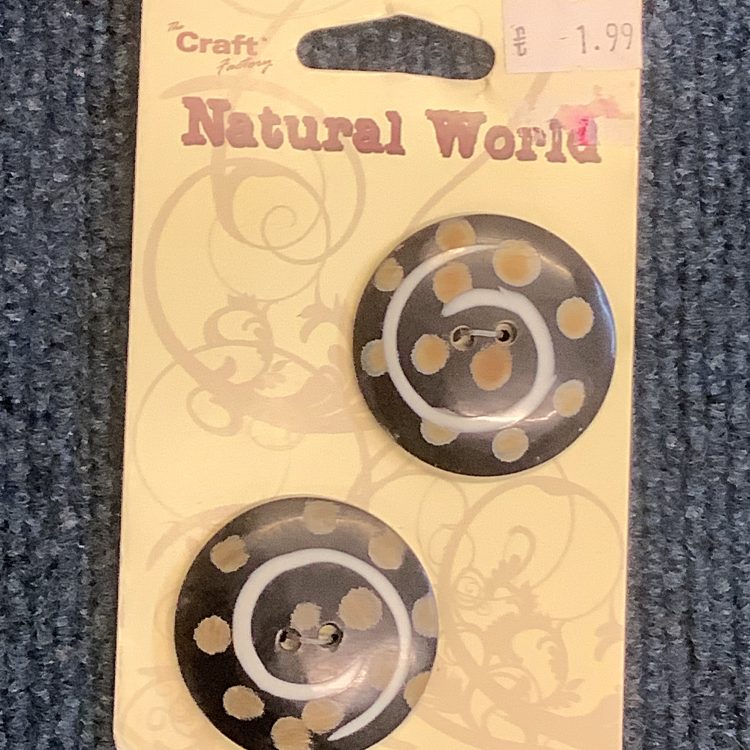 The
Craft
Factory
-1.99
Natural World